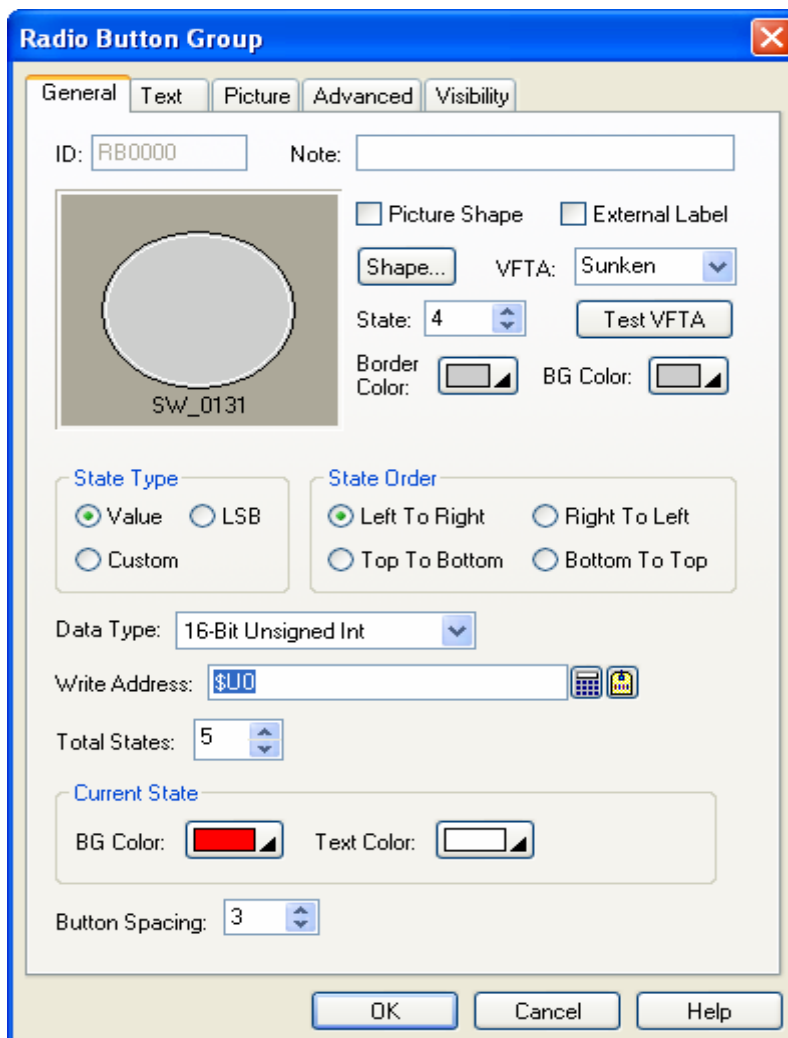 Radio Button Group
General Text Picture Advanced Visibility
ID: RB0000 Note:
Picture Shape External Label
Shape... VFTA: Sunken
State: 4 Test VFTA
Border Color: BG Color:
SW_0131
State Type State Order
Value LSB Left To Right Right To Left
Custom Top To Bottom Bottom To Top
Data Type: 16-Bit Unsigned Int
Write Address: $U0
Total States: 5
Current State
BG Color: Text Color:
Button Spacing: 3
OK Cancel Help